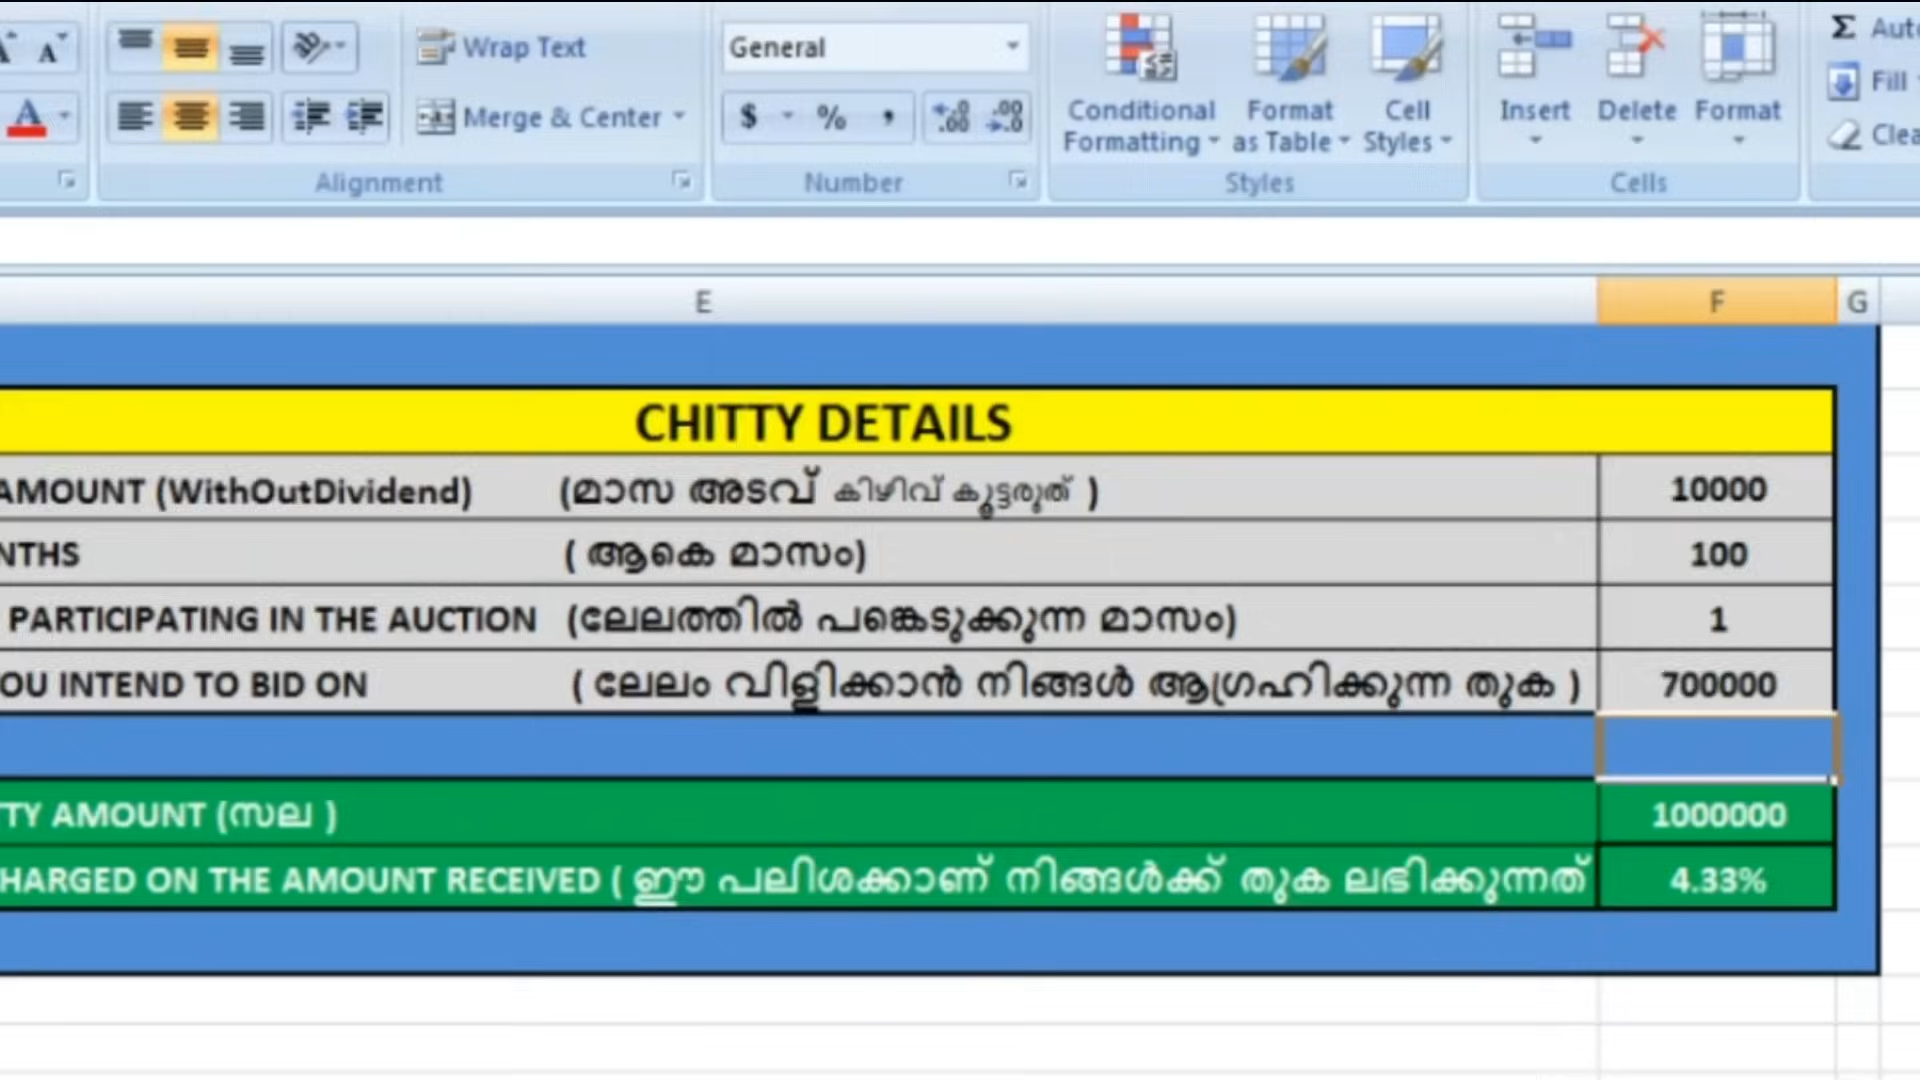 Wrap Text
General
Merge & Center
$ % ,
Conditional Formatting
Format as Table
Cell Styles
Insert
Delete
Format
Fill
Alignment
Number
Styles
Cells
E F G
CHITTY DETAILS
AMOUNT (WithOutDividend) (മാസ അടവ് കിഴിവ് കൂട്ടരുത് ) 10000
NTHS ( ആകെ മാസം) 100
PARTICIPATING IN THE AUCTION (ലേലത്തിൽ പങ്കെടുക്കുന്ന മാസം) 1
OU INTEND TO BID ON ( ലേലം വിളിക്കാൻ നിങ്ങൾ ആഗ്രഹിക്കുന്ന തുക ) 700000
TY AMOUNT (സല ) 1000000
HARGED ON THE AMOUNT RECEIVED ( ഈ പലിശക്കാണ് നിങ്ങൾക്ക് തുക ലഭിക്കുന്നത് 4.33%